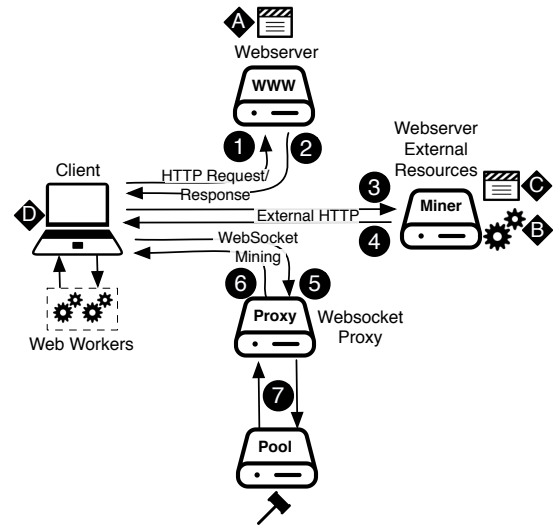 A
Webserver
WWW
1
2
Webserver
External
Resources
Client
HTTP Request/
Response
3
C
Miner
D
External HTTP
4
B
WebSocket
Mining
6
5
Proxy
Websocket
Proxy
Web Workers
7
Pool